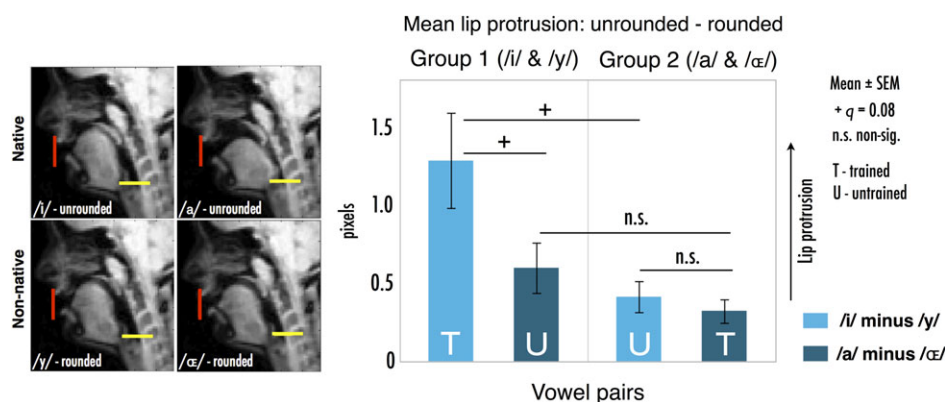 Mean lip protrusion: unrounded - rounded
Group 1 (/i/ & /y/)
Group 2 (/a/ & /Œ/)
Native
/i/ - unrounded
/a/ - unrounded
Non-native
/y/ - rounded
/Œ/ - rounded
pixels
1.5
1.0
0.5
0
+
+
n.s.
n.s.
T
U
U
T
Vowel pairs
Mean ± SEM
+ q = 0.08
n.s. non-sig.
T - trained
U - untrained
Lip protrusion
/i/ minus /y/
/a/ minus /Œ/